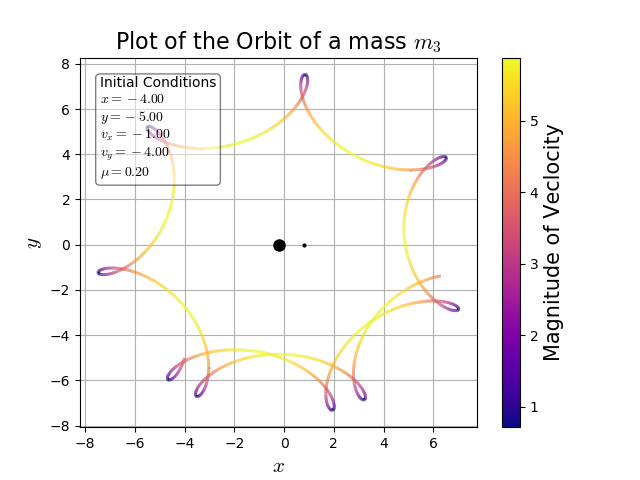 Plot of the Orbit of a mass m₃
8
6
4
2
0
−2
−4
−6
−8
y
Initial Conditions
x = −4.00
y = −5.00
v_x = −1.00
v_y = −4.00
μ = 0.20
−8 −6 −4 −2 0 2 4 6
x
5
4
3
2
1
Magnitude of Veclocity